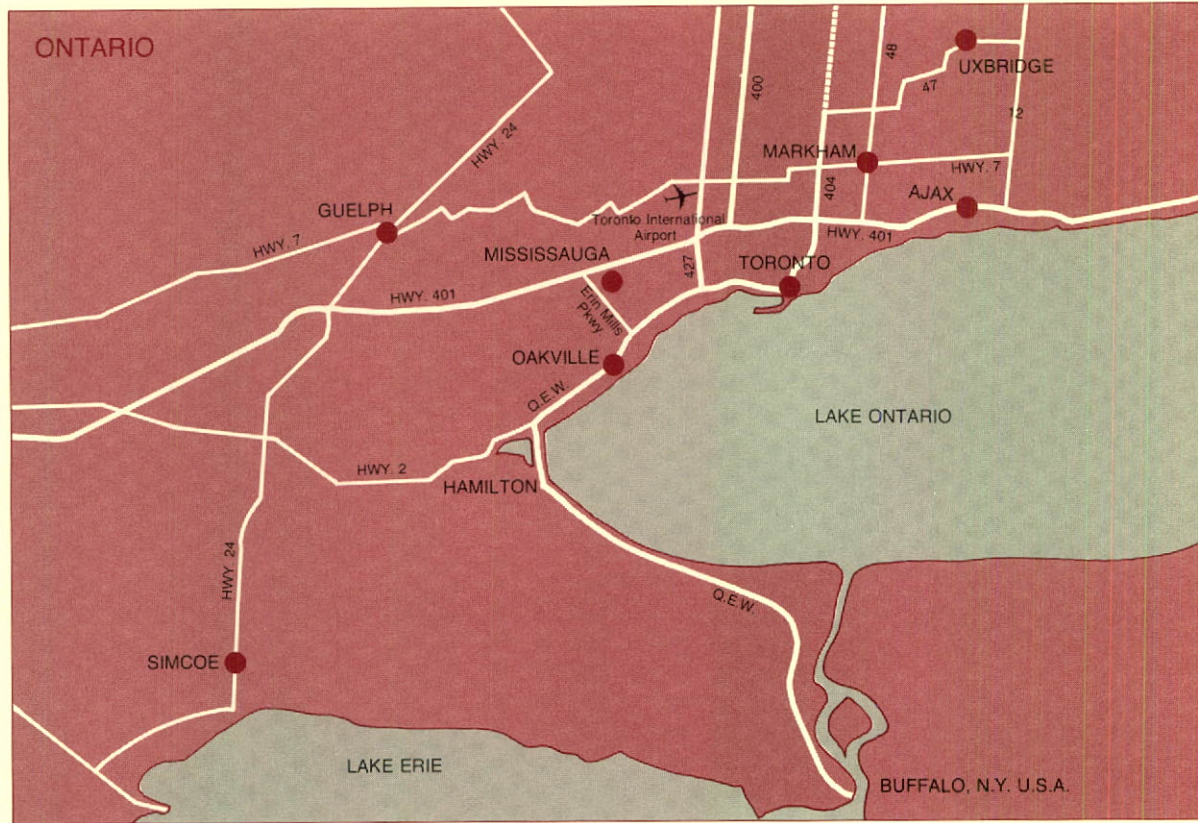 ONTARIO
400
48
UXBRIDGE
47
12
HWY. 24
MARKHAM
HWY. 7
404
AJAX
GUELPH
Toronto International
Airport
HWY. 401
HWY. 7
MISSISSAUGA
427
TORONTO
HWY. 401
Erin Mills
Pkwy
OAKVILLE
Q.E.W.
LAKE ONTARIO
HWY. 2
HAMILTON
HWY. 24
Q.E.W.
SIMCOE
LAKE ERIE
BUFFALO, N.Y. U.S.A.